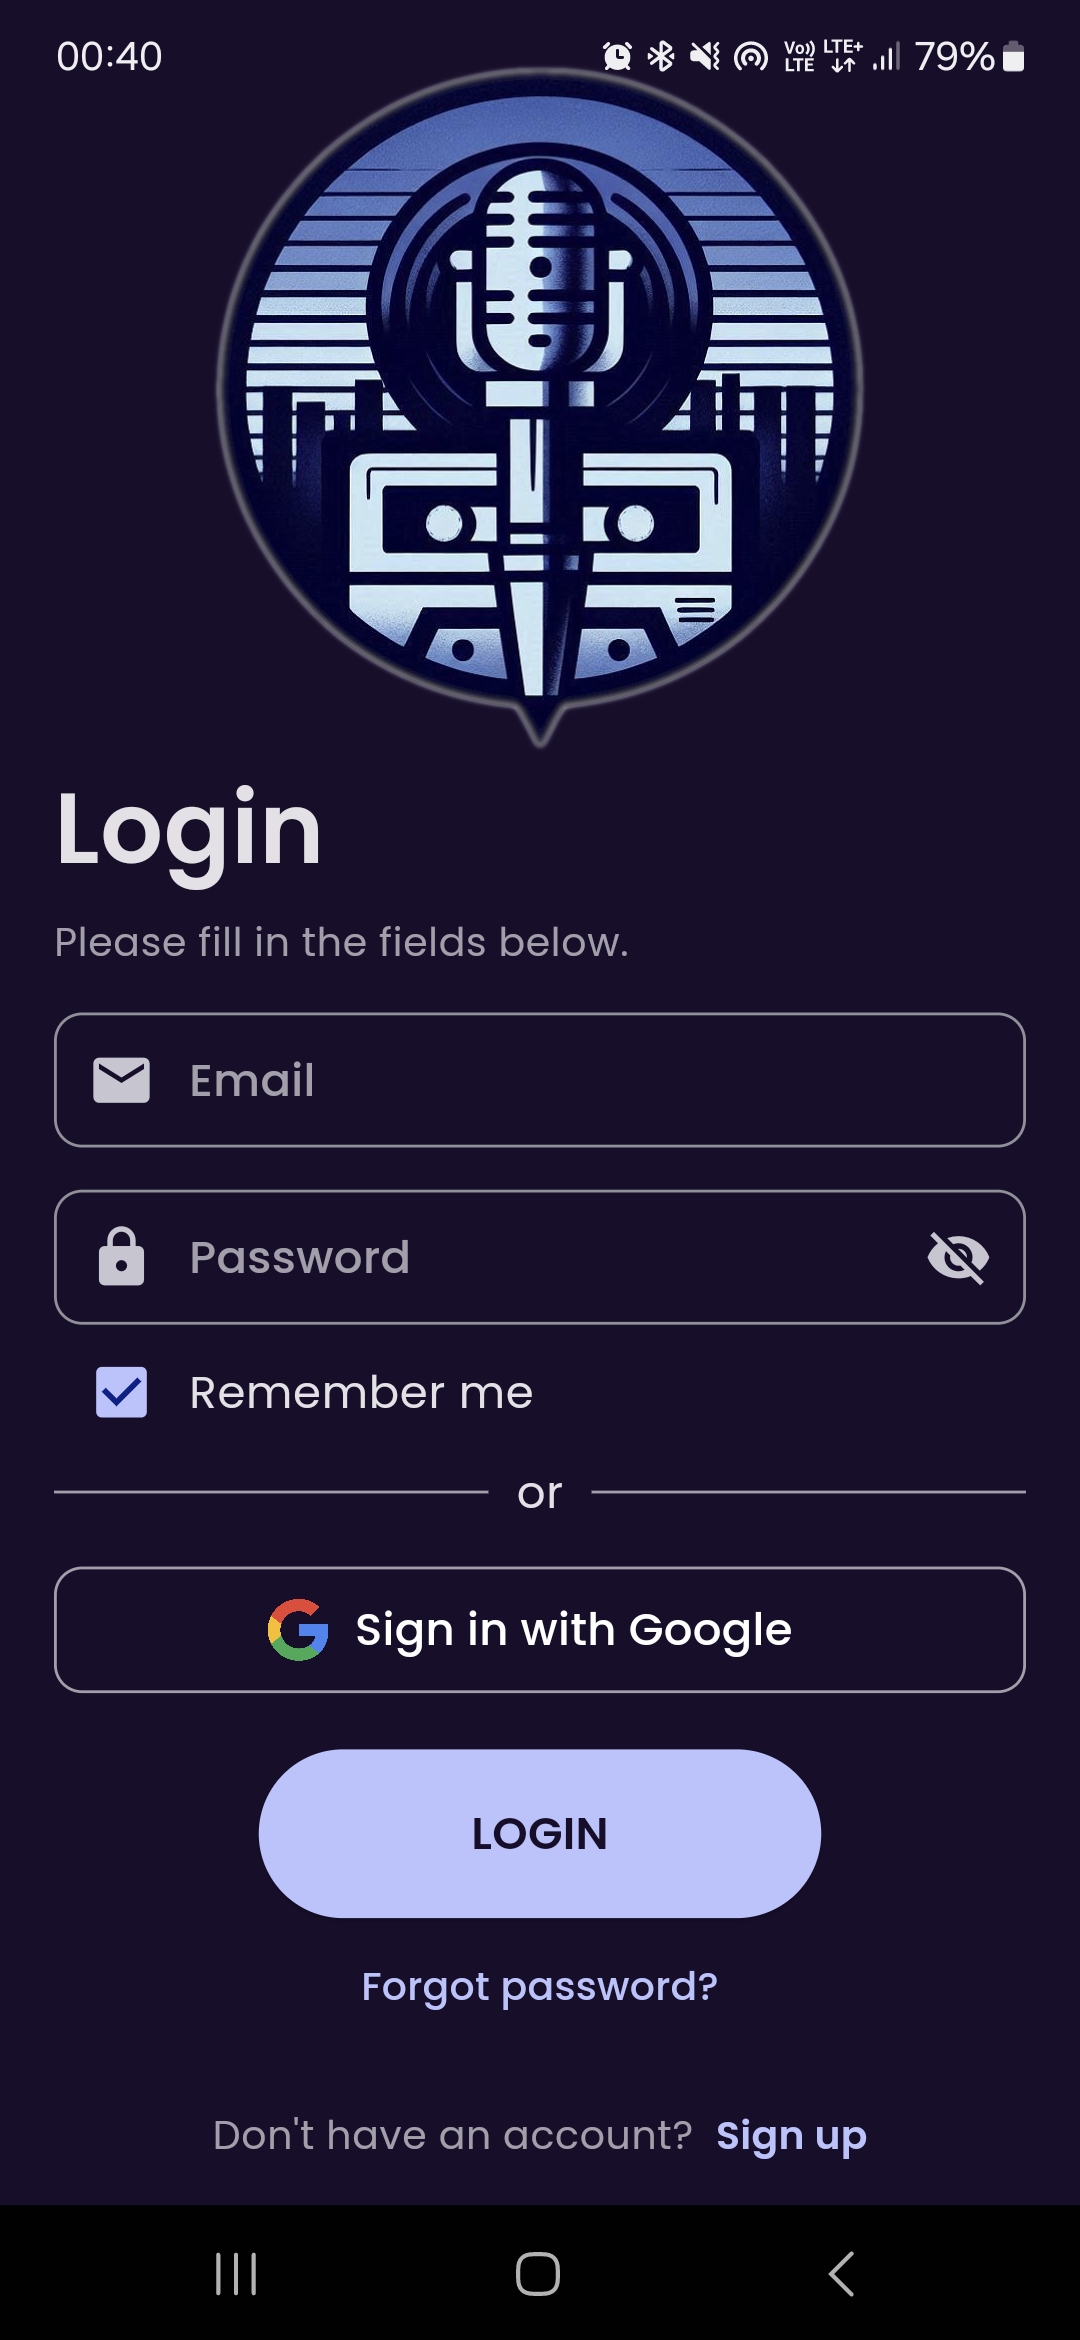 00:40 Vo)) LTE LTE+ 79%
Login
Please fill in the fields below.
Email
Password
Remember me
or
Sign in with Google
LOGIN
Forgot password?
Don't have an account? Sign up